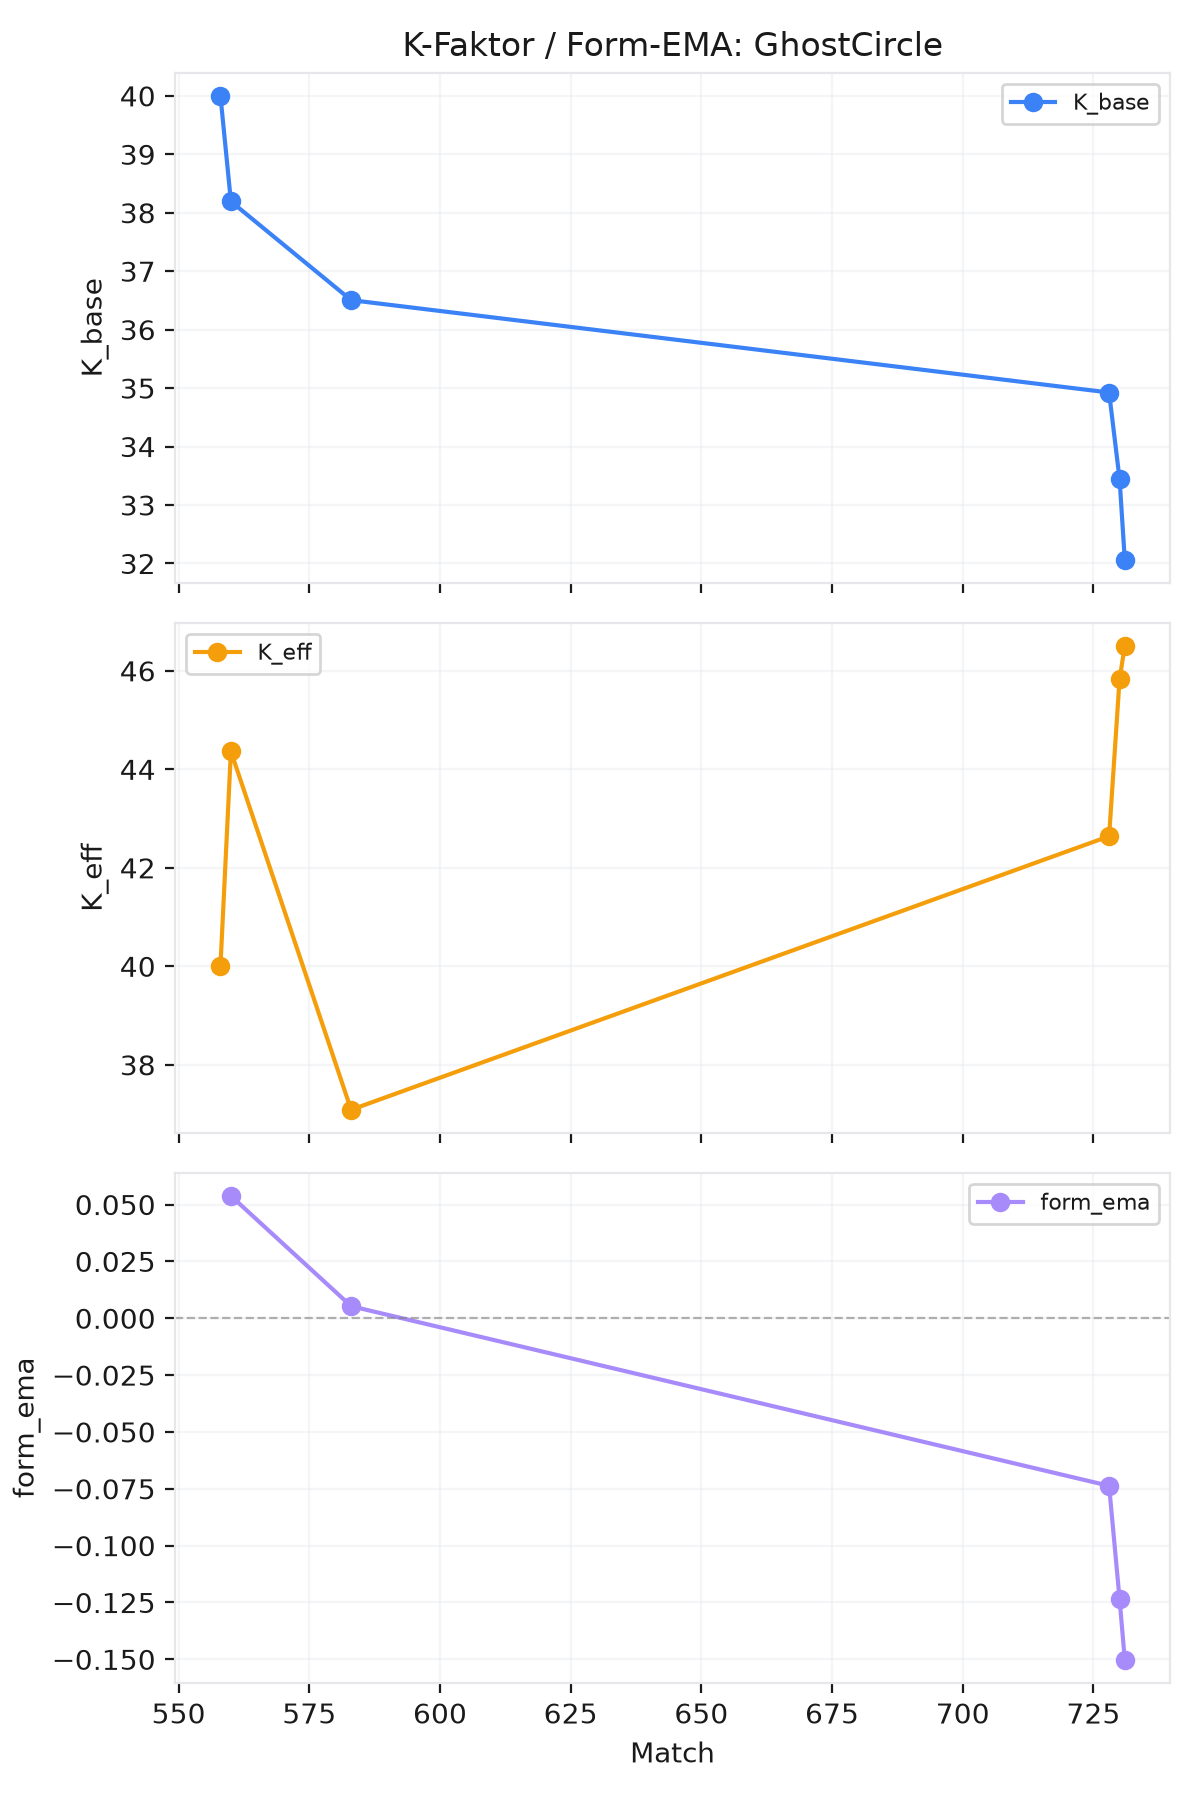 K-Faktor / Form-EMA: GhostCircle
K_base
40
39
38
37
36
35
34
33
32
K_base
K_eff
46
44
42
40
38
K_eff
form_ema
0.050
0.025
0.000
−0.025
−0.050
−0.075
−0.100
−0.125
−0.150
form_ema
550 575 600 625 650 675 700 725
Match